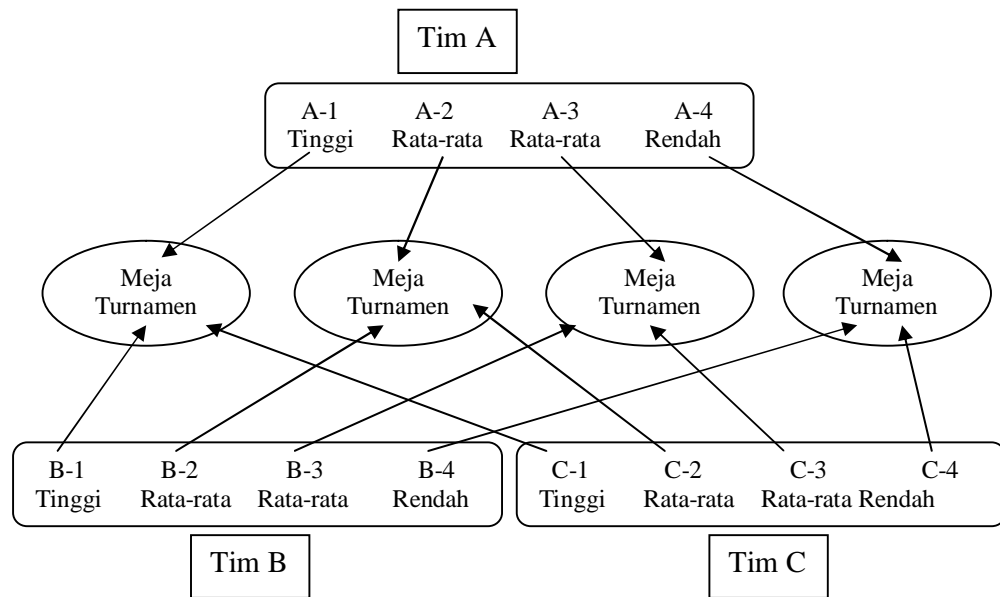 Tim A
A-1 A-2 A-3 A-4
Tinggi Rata-rata Rata-rata Rendah
Meja Meja Meja Meja
Turnamen Turnamen Turnamen Turnamen
B-1 B-2 B-3 B-4 C-1 C-2 C-3 C-4
Tinggi Rata-rata Rata-rata Rendah Tinggi Rata-rata Rata-rata Rendah
Tim B Tim C